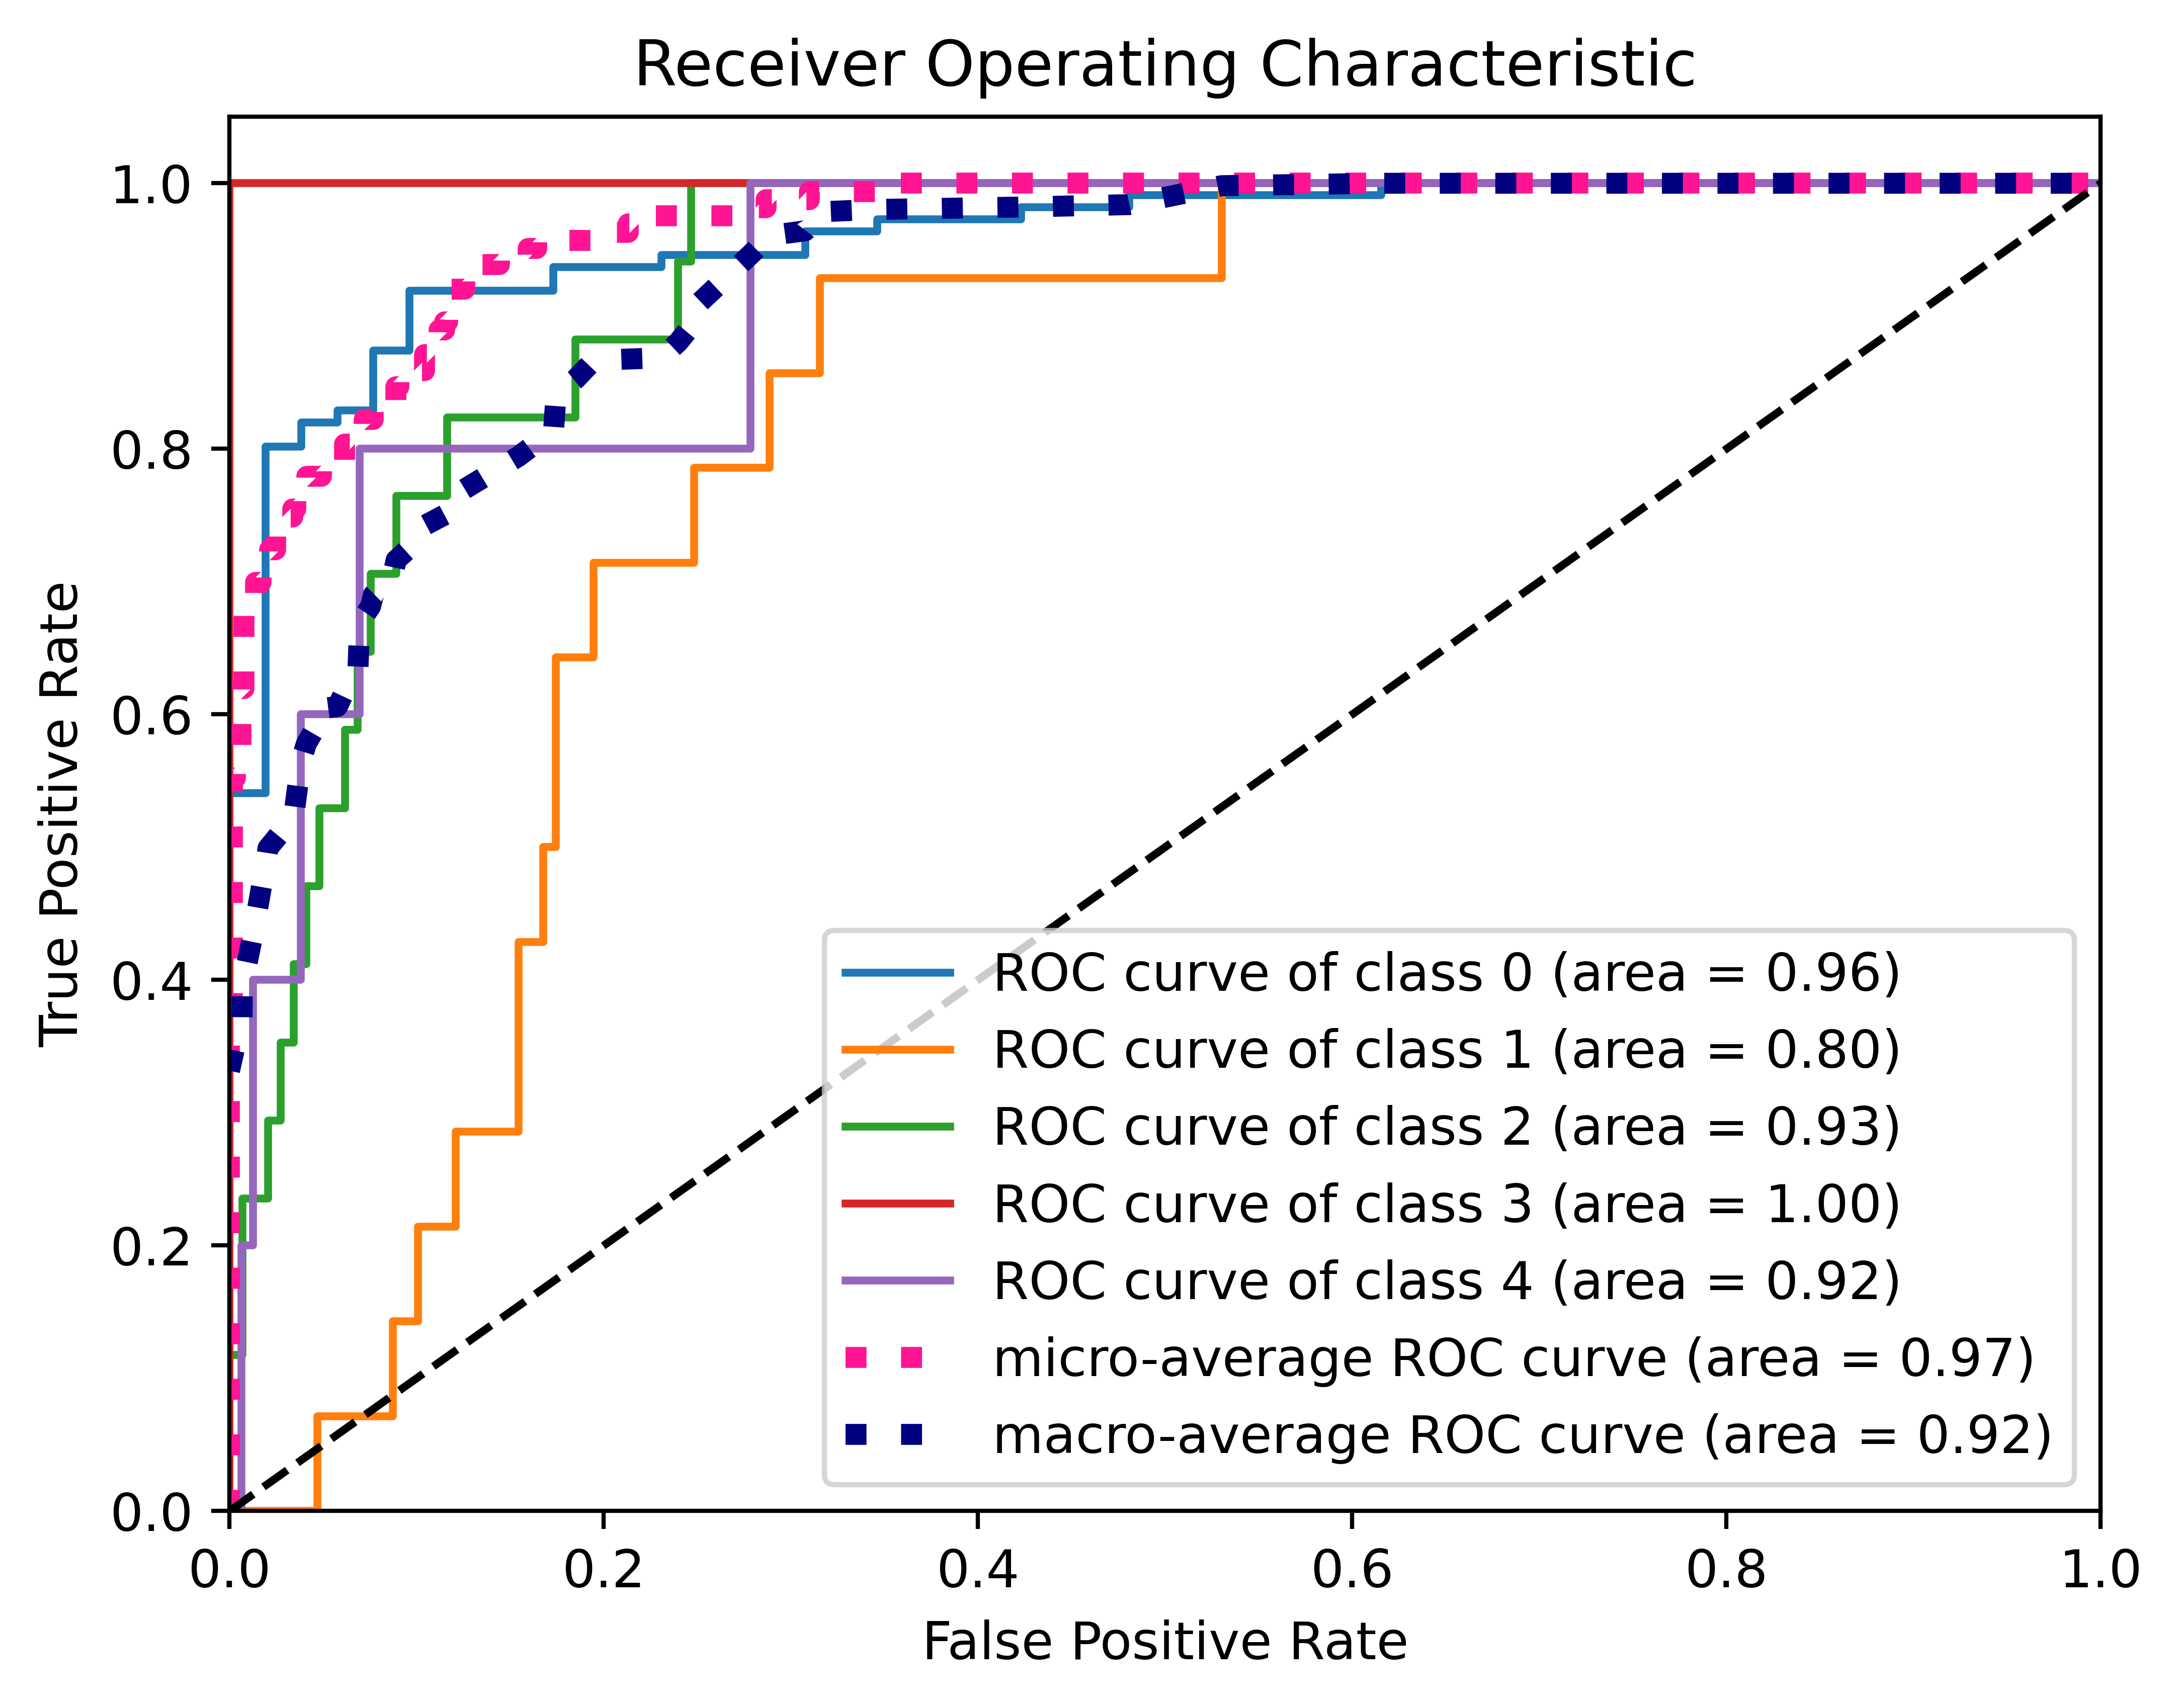 Receiver Operating Characteristic
True Positive Rate
1.0
0.8
0.6
0.4
0.2
0.0
ROC curve of class 0 (area = 0.96)
ROC curve of class 1 (area = 0.80)
ROC curve of class 2 (area = 0.93)
ROC curve of class 3 (area = 1.00)
ROC curve of class 4 (area = 0.92)
micro-average ROC curve (area = 0.97)
macro-average ROC curve (area = 0.92)
0.0 0.2 0.4 0.6 0.8 1.0
False Positive Rate